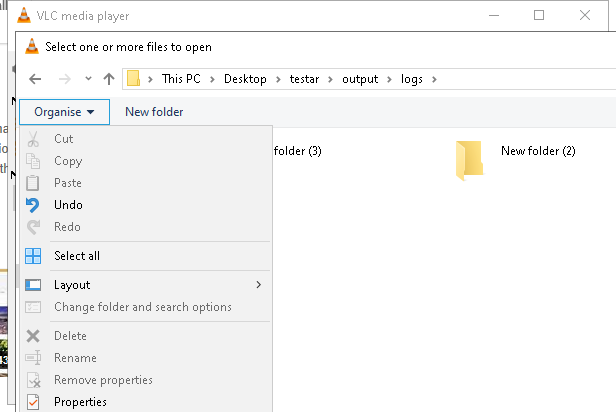 VLC media player
Select one or more files to open
This PC > Desktop > testar > output > logs >
Organise
New folder
Cut
folder (3)
New folder (2)
Copy
Paste
Undo
Redo
Select all
Layout
Change folder and search options
Delete
Rename
Remove properties
Properties